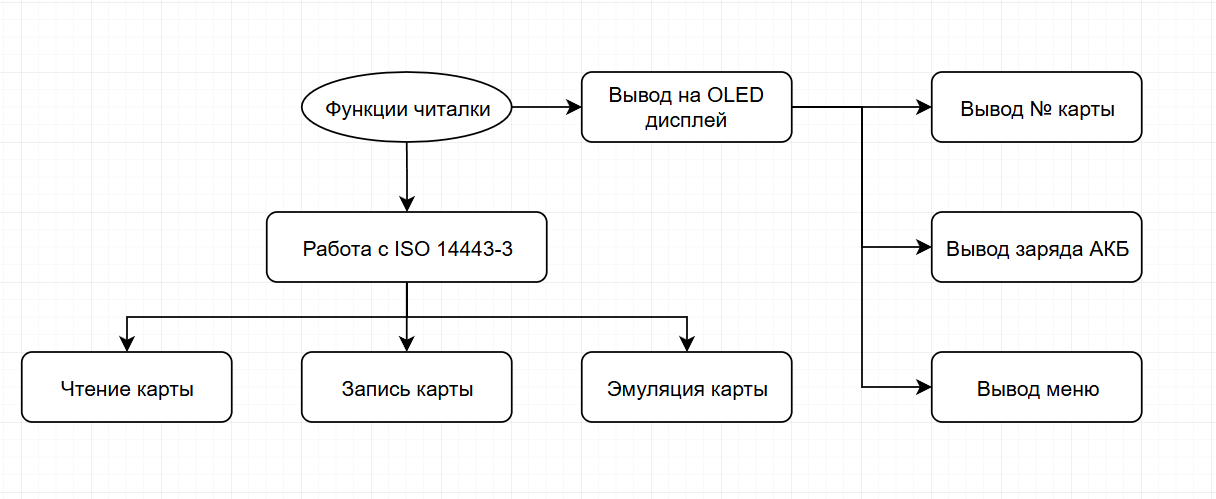 Функции читалки
Вывод на OLED
дисплей
Вывод № карты
Работа с ISO 14443-3
Вывод заряда АКБ
Чтение карты
Запись карты
Эмуляция карты
Вывод меню